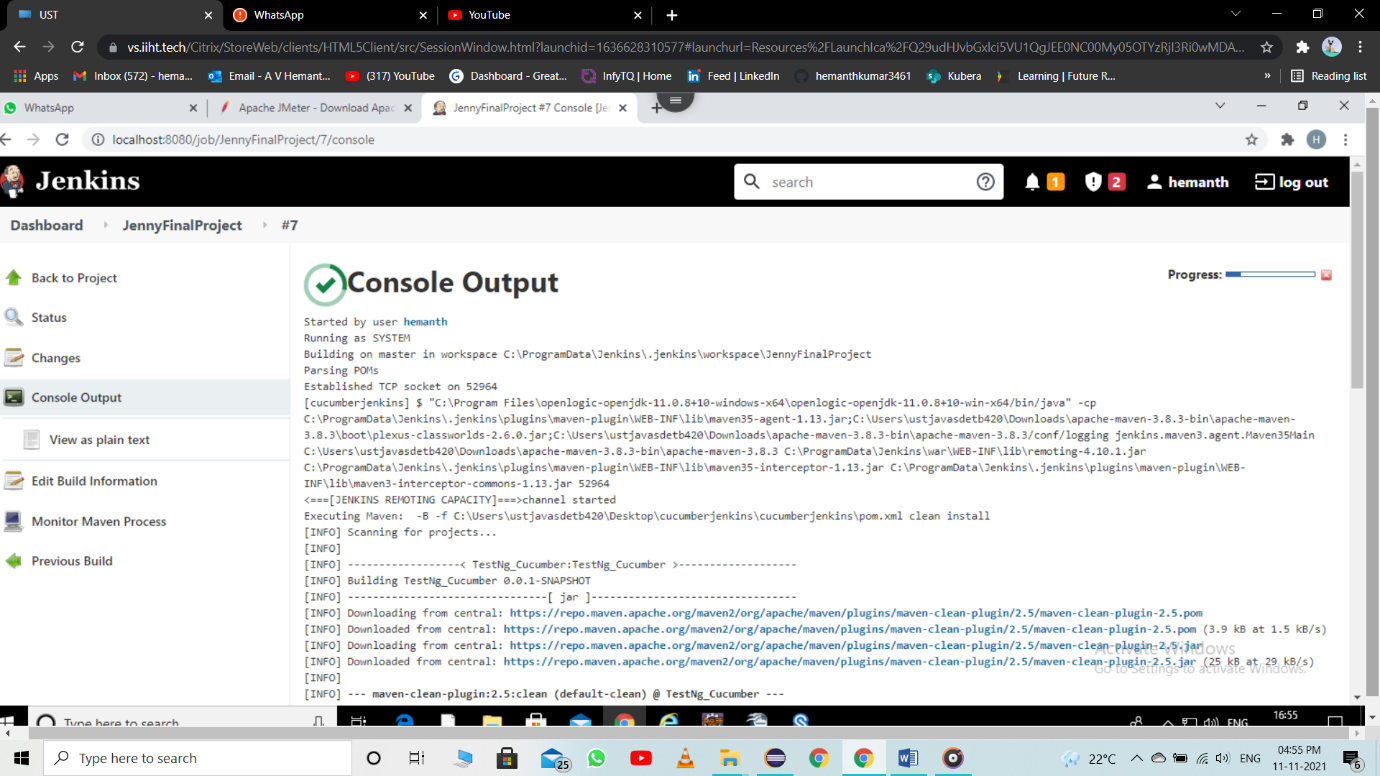 UST
WhatsApp
YouTube
vs.iiht.tech/Citrix/StoreWeb/clients/HTML5Client/src/SessionWindow.html?launchid=1636628310577#launchurl=Resources%2FLaunchIca%2FQ29udHJvbGxlci5VU1QgJEE0NC00My05OTYzRjI3Ri0wMDA...
Apps
Inbox (572) - hema...
Email - A V Hemant...
(317) YouTube
Dashboard - Great...
InfyTQ | Home
Feed | LinkedIn
hemanthkumar3461
Kubera
Learning | Future R...
»
Reading list
WhatsApp
Apache JMeter - Download Apac
JennyFinalProject #7 Console [Je
localhost:8080/job/JennyFinalProject/7/console
H
Jenkins
search
1
2
hemanth
log out
Dashboard
JennyFinalProject
#7
Back to Project
Status
Changes
Console Output
View as plain text
Edit Build Information
Monitor Maven Process
Previous Build
Console Output
Progress:
Started by user hemanth
Running as SYSTEM
Building on master in workspace C:\ProgramData\Jenkins\.jenkins\workspace\JennyFinalProject
Parsing POMs
Established TCP socket on 52964
[cucumberjenkins] $ "C:\Program Files\openlogic-openjdk-11.0.8+10-windows-x64\openlogic-openjdk-11.0.8+10-win-x64/bin/java" -cp
C:\ProgramData\Jenkins\.jenkins\plugins\maven-plugin\WEB-INF\lib\maven35-agent-1.13.jar;C:\Users\ustjavasdetb420\Downloads\apache-maven-3.8.3-bin\apache-maven-
3.8.3\boot\plexus-classworlds-2.6.0.jar;C:\Users\ustjavasdetb420\Downloads\apache-maven-3.8.3-bin\apache-maven-3.8.3/conf/logging jenkins.maven3.agent.Maven35Main
C:\Users\ustjavasdetb420\Downloads\apache-maven-3.8.3-bin\apache-maven-3.8.3 C:\ProgramData\Jenkins\war\WEB-INF\lib\remoting-4.10.1.jar
C:\ProgramData\Jenkins\.jenkins\plugins\maven-plugin\WEB-INF\lib\maven35-interceptor-1.13.jar C:\ProgramData\Jenkins\.jenkins\plugins\maven-plugin\WEB-
INF\lib\maven3-interceptor-commons-1.13.jar 52964
<===[JENKINS REMOTING CAPACITY]===>channel started
Executing Maven:  -B -f C:\Users\ustjavasdetb420\Desktop\cucumberjenkins\cucumberjenkins\pom.xml clean install
[INFO] Scanning for projects...
[INFO]
[INFO] ------------------< TestNg_Cucumber:TestNg_Cucumber >-------------------
[INFO] Building TestNg_Cucumber 0.0.1-SNAPSHOT
[INFO] --------------------------------[ jar ]---------------------------------
[INFO] Downloading from central: https://repo.maven.apache.org/maven2/org/apache/maven/plugins/maven-clean-plugin/2.5/maven-clean-plugin-2.5.pom
[INFO] Downloaded from central: https://repo.maven.apache.org/maven2/org/apache/maven/plugins/maven-clean-plugin/2.5/maven-clean-plugin-2.5.pom (3.9 kB at 1.5 kB/s)
[INFO] Downloading from central: https://repo.maven.apache.org/maven2/org/apache/maven/plugins/maven-clean-plugin/2.5/maven-clean-plugin-2.5.jar
[INFO] Downloaded from central: https://repo.maven.apache.org/maven2/org/apache/maven/plugins/maven-clean-plugin/2.5/maven-clean-plugin-2.5.jar (25 kB at 29 kB/s)
[INFO]
[INFO] --- maven-clean-plugin:2.5:clean (default-clean) @ TestNg_Cucumber ---
Activate Windows
Go to Settings to activate Windows.
Type here to search
ENG
16:55
Type here to search
25
22°C
ENG
04:55 PM
11-11-2021
6